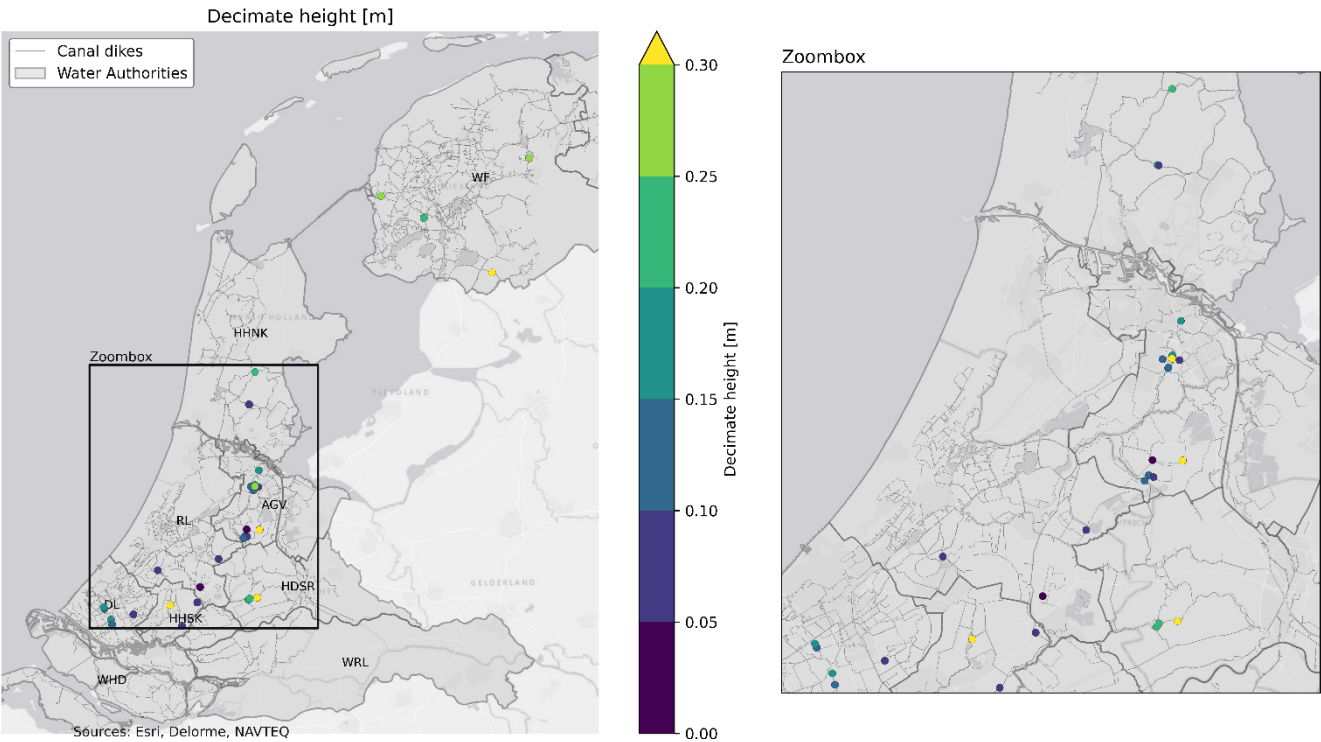 Decimate height [m]
Canal dikes
Water Authorities
WF
HHNK
Zoombox
FLEVOLAND
AGV
RL
GELDERLAND
HDSR
DL
HHSK
WRL
WHD
Sources: Esri, Delorme, NAVTEQ
0.30
0.25
0.20
0.15
0.10
0.05
0.00
Decimate height [m]
Zoombox